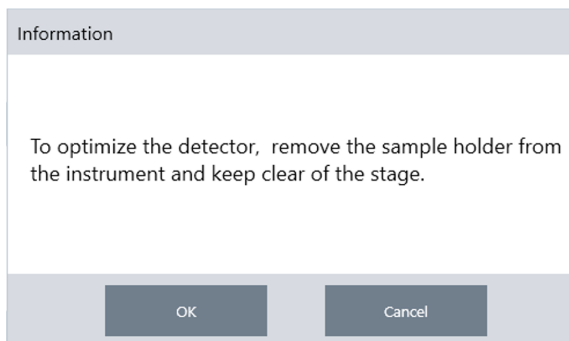 Information
To optimize the detector,  remove the sample holder from
the instrument and keep clear of the stage.
OK
Cancel